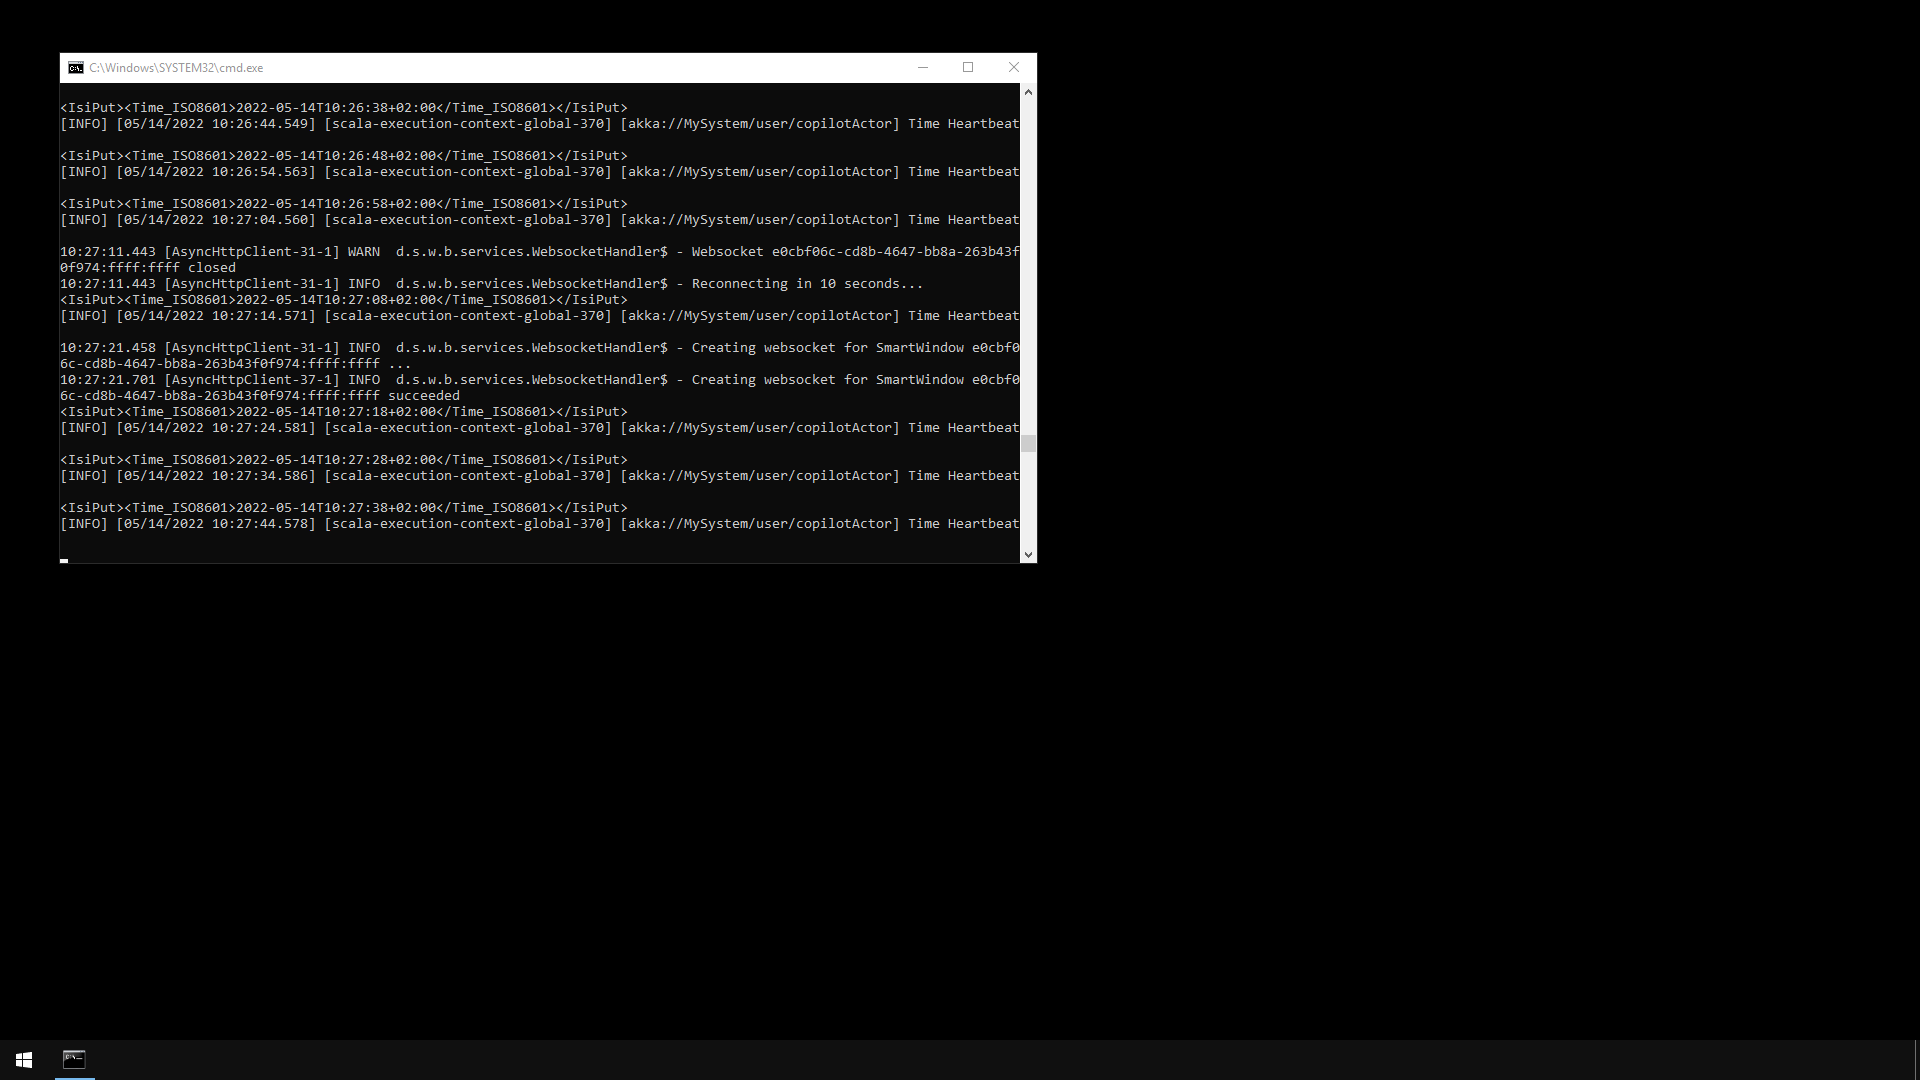 C:\Windows\SYSTEM32\cmd.exe
<IsiPut><Time_ISO8601>2022-05-14T10:26:38+02:00</Time_ISO8601></IsiPut>
[INFO] [05/14/2022 10:26:44.549] [scala-execution-context-global-370] [akka://MySystem/user/copilotActor] Time Heartbeat
<IsiPut><Time_ISO8601>2022-05-14T10:26:48+02:00</Time_ISO8601></IsiPut>
[INFO] [05/14/2022 10:26:54.563] [scala-execution-context-global-370] [akka://MySystem/user/copilotActor] Time Heartbeat
<IsiPut><Time_ISO8601>2022-05-14T10:26:58+02:00</Time_ISO8601></IsiPut>
[INFO] [05/14/2022 10:27:04.560] [scala-execution-context-global-370] [akka://MySystem/user/copilotActor] Time Heartbeat
10:27:11.443 [AsyncHttpClient-31-1] WARN  d.s.w.b.services.WebsocketHandler$ - Websocket e0cbf06c-cd8b-4647-bb8a-263b43f
0f974:ffff:ffff closed
10:27:11.443 [AsyncHttpClient-31-1] INFO  d.s.w.b.services.WebsocketHandler$ - Reconnecting in 10 seconds...
<IsiPut><Time_ISO8601>2022-05-14T10:27:08+02:00</Time_ISO8601></IsiPut>
[INFO] [05/14/2022 10:27:14.571] [scala-execution-context-global-370] [akka://MySystem/user/copilotActor] Time Heartbeat
10:27:21.458 [AsyncHttpClient-31-1] INFO  d.s.w.b.services.WebsocketHandler$ - Creating websocket for SmartWindow e0cbf0
6c-cd8b-4647-bb8a-263b43f0f974:ffff:ffff ...
10:27:21.701 [AsyncHttpClient-37-1] INFO  d.s.w.b.services.WebsocketHandler$ - Creating websocket for SmartWindow e0cbf0
6c-cd8b-4647-bb8a-263b43f0f974:ffff:ffff succeeded
<IsiPut><Time_ISO8601>2022-05-14T10:27:18+02:00</Time_ISO8601></IsiPut>
[INFO] [05/14/2022 10:27:24.581] [scala-execution-context-global-370] [akka://MySystem/user/copilotActor] Time Heartbeat
<IsiPut><Time_ISO8601>2022-05-14T10:27:28+02:00</Time_ISO8601></IsiPut>
[INFO] [05/14/2022 10:27:34.586] [scala-execution-context-global-370] [akka://MySystem/user/copilotActor] Time Heartbeat
<IsiPut><Time_ISO8601>2022-05-14T10:27:38+02:00</Time_ISO8601></IsiPut>
[INFO] [05/14/2022 10:27:44.578] [scala-execution-context-global-370] [akka://MySystem/user/copilotActor] Time Heartbeat